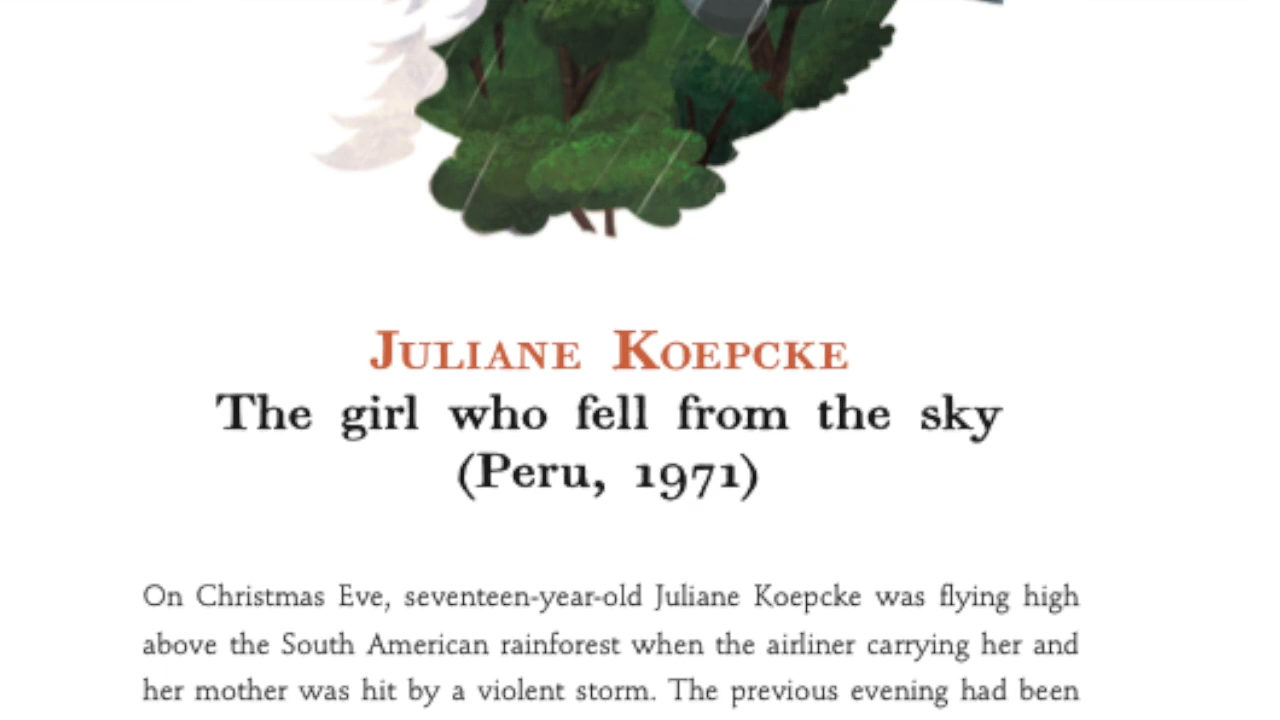 JULIANE KOEPCKE
The girl who fell from the sky
(Peru, 1971)
On Christmas Eve, seventeen-year-old Juliane Koepcke was flying high
above the South American rainforest when the airliner carrying her and
her mother was hit by a violent storm. The previous evening had been